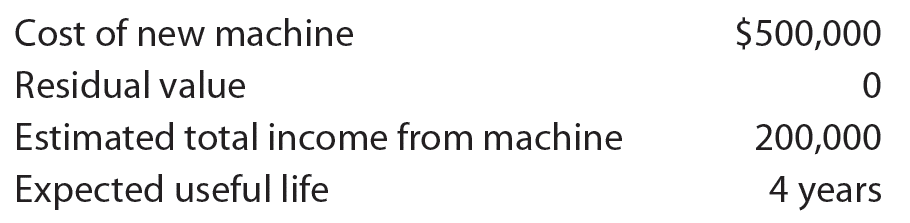 Cost of new machine $500,000
Residual value 0
Estimated total income from machine 200,000
Expected useful life 4 years